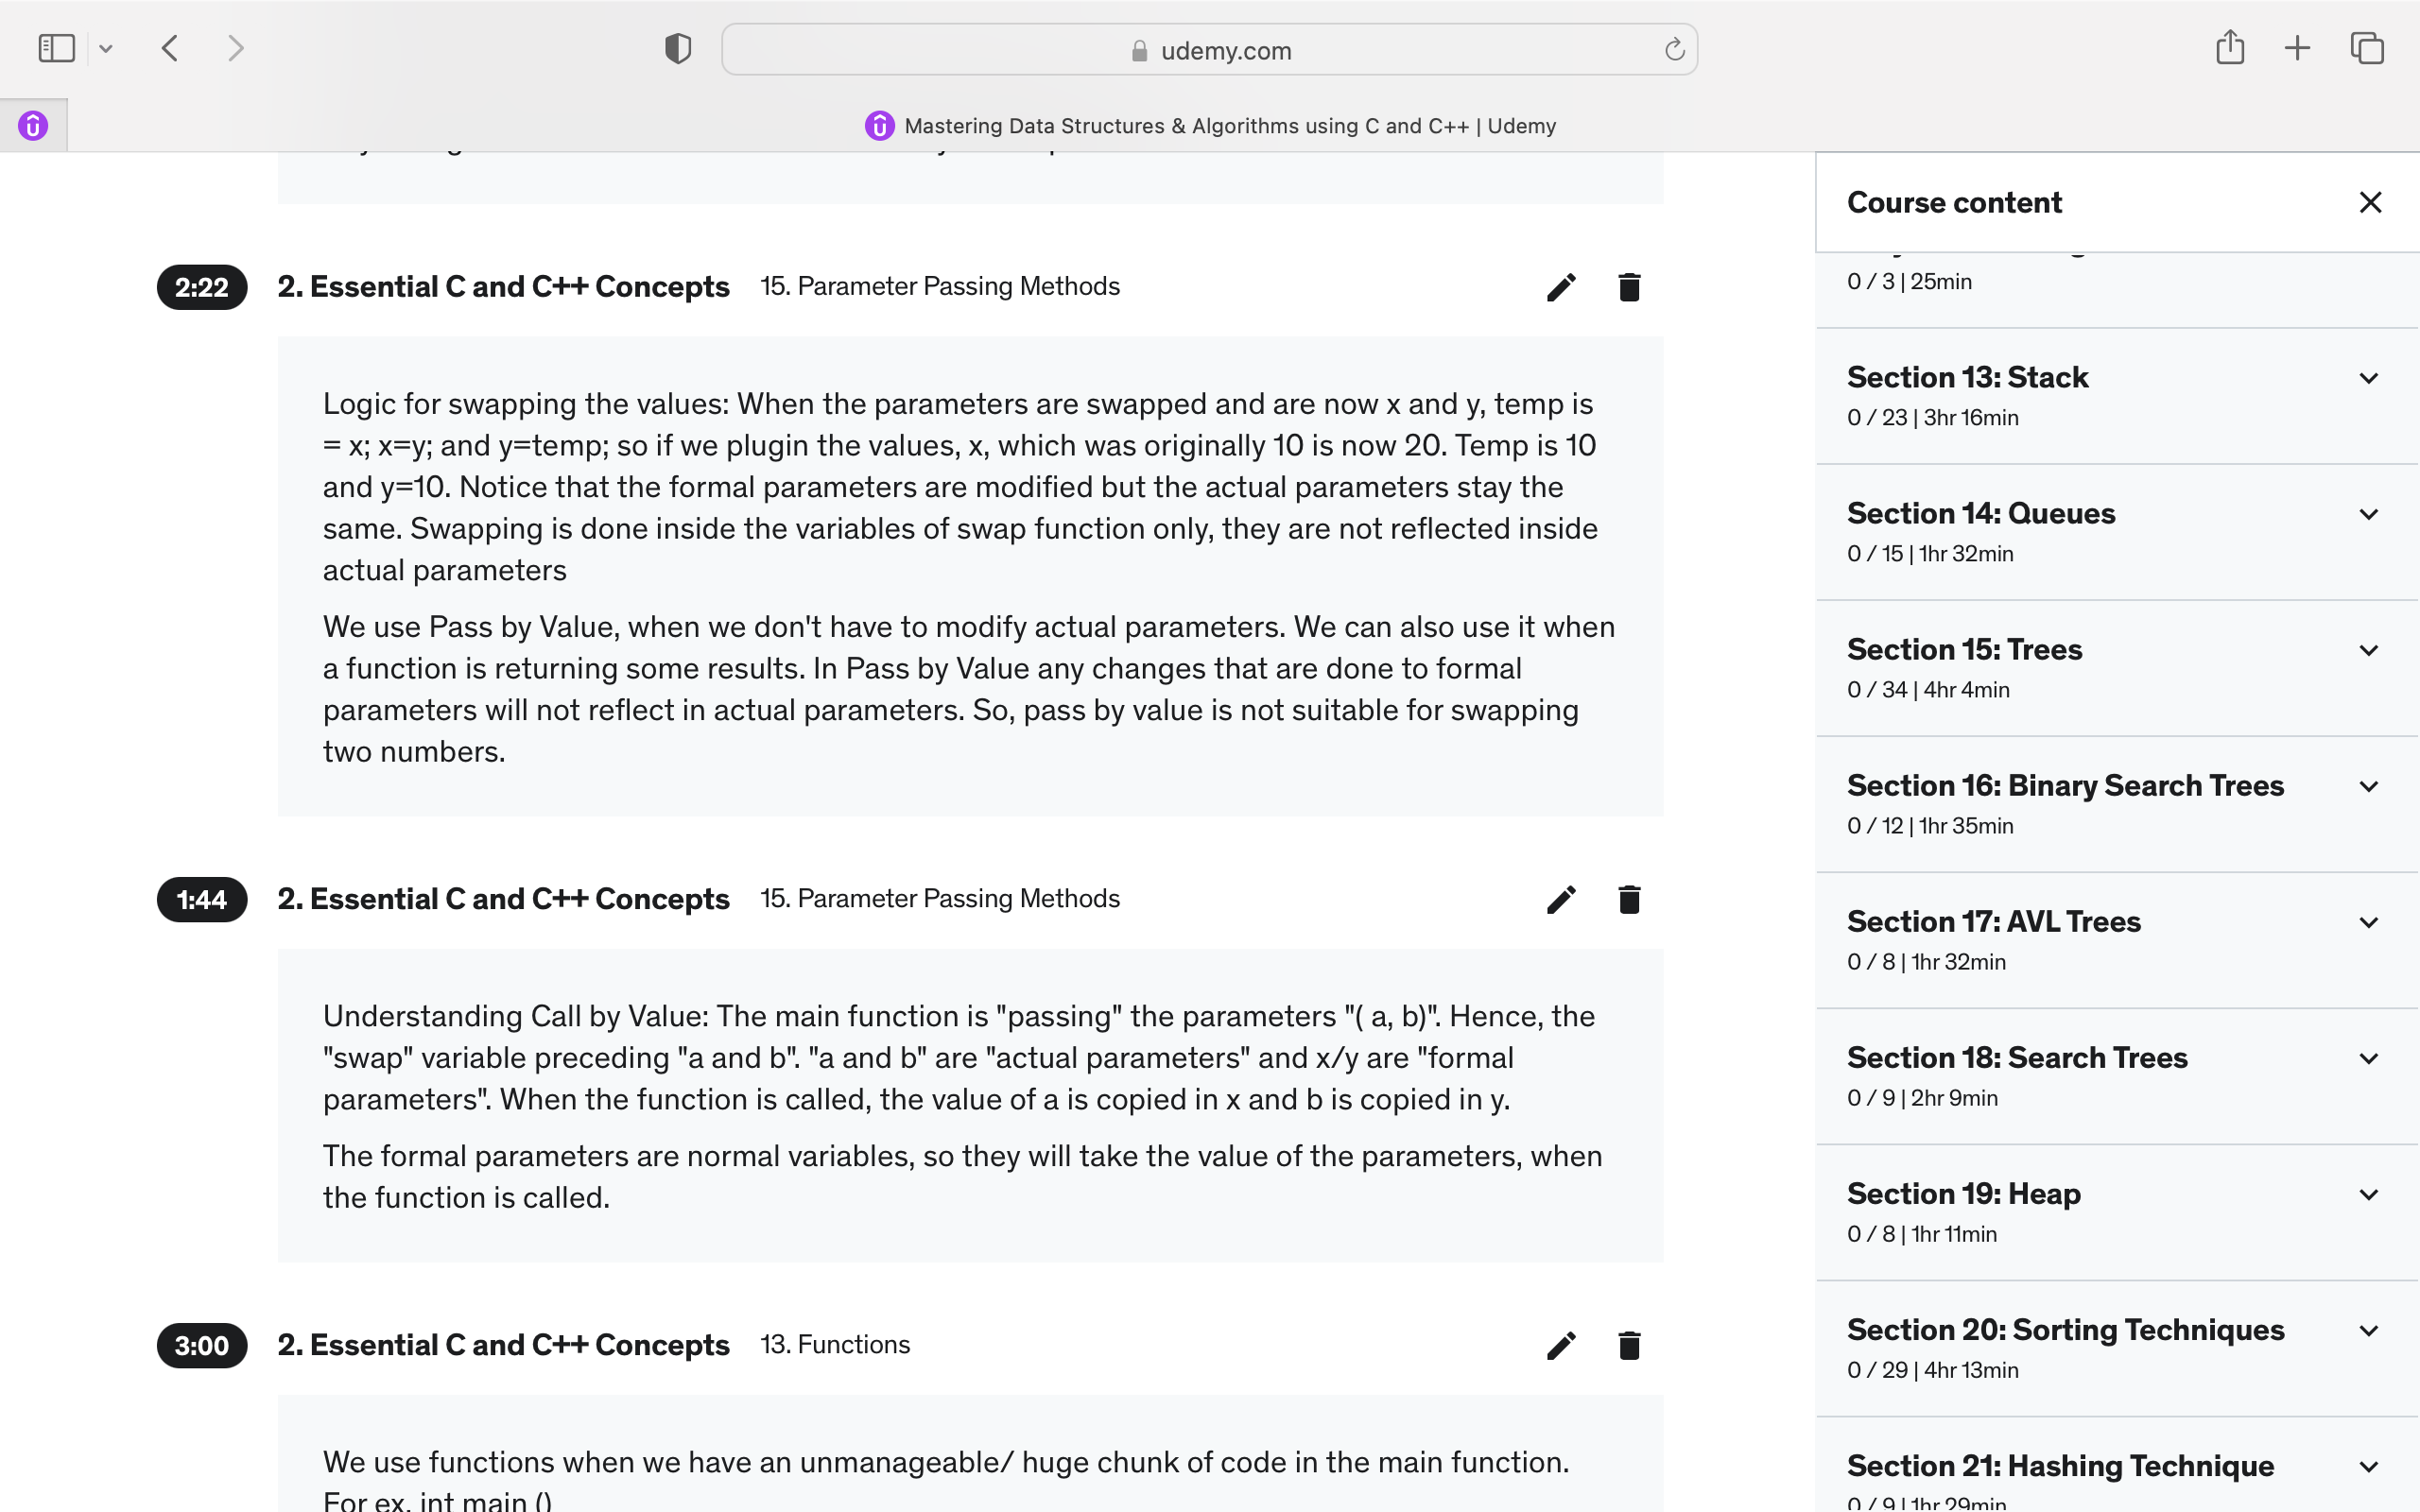 udemy.com
Mastering Data Structures & Algorithms using C and C++ | Udemy
2:22
2. Essential C and C++ Concepts 15. Parameter Passing Methods
Logic for swapping the values: When the parameters are swapped and are now x and y, temp is
= x; x=y; and y=temp; so if we plugin the values, x, which was originally 10 is now 20. Temp is 10
and y=10. Notice that the formal parameters are modified but the actual parameters stay the
same. Swapping is done inside the variables of swap function only, they are not reflected inside
actual parameters
We use Pass by Value, when we don't have to modify actual parameters. We can also use it when
a function is returning some results. In Pass by Value any changes that are done to formal
parameters will not reflect in actual parameters. So, pass by value is not suitable for swapping
two numbers.
1:44
2. Essential C and C++ Concepts 15. Parameter Passing Methods
Understanding Call by Value: The main function is "passing" the parameters "( a, b)". Hence, the
"swap" variable preceding "a and b". "a and b" are "actual parameters" and x/y are "formal
parameters". When the function is called, the value of a is copied in x and b is copied in y.
The formal parameters are normal variables, so they will take the value of the parameters, when
the function is called.
3:00
2. Essential C and C++ Concepts 13. Functions
We use functions when we have an unmanageable/ huge chunk of code in the main function.
For ex. int main ()
Course content
0 / 3 | 25min
Section 13: Stack
0 / 23 | 3hr 16min
Section 14: Queues
0 / 15 | 1hr 32min
Section 15: Trees
0 / 34 | 4hr 4min
Section 16: Binary Search Trees
0 / 12 | 1hr 35min
Section 17: AVL Trees
0 / 8 | 1hr 32min
Section 18: Search Trees
0 / 9 | 2hr 9min
Section 19: Heap
0 / 8 | 1hr 11min
Section 20: Sorting Techniques
0 / 29 | 4hr 13min
Section 21: Hashing Technique
0 / 9 | 1hr 29min